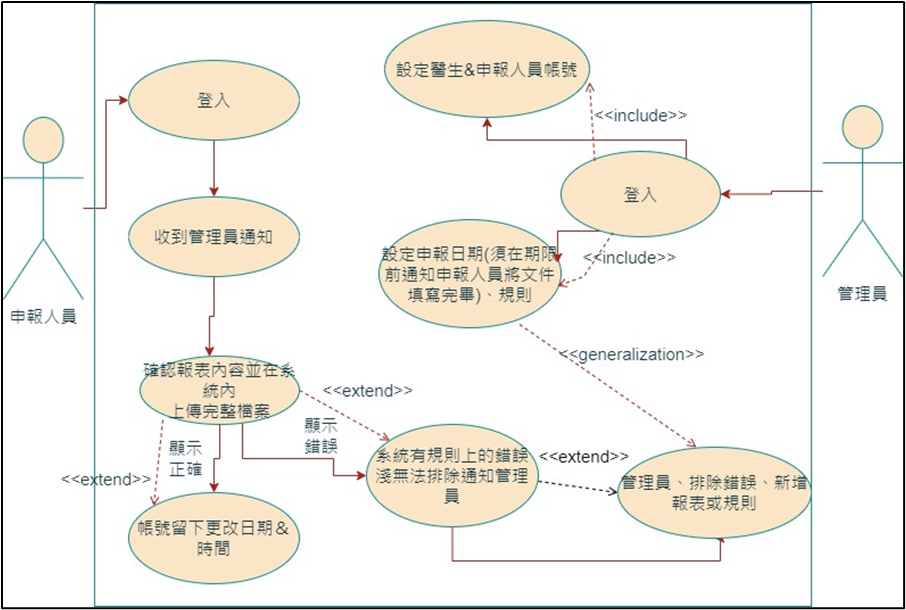 設定醫生&申報人員帳號
登入
<<include>>
登入
收到管理員通知
設定申報日期(須在期限
前通知申報人員將文件
填寫完畢)、規則
<<include>>
申報人員
管理員
<<generalization>>
確認報表內容並在系
統內
上傳完整檔案
<<extend>>
顯示
錯誤
顯示
正確
<<extend>>
系統有規則上的錯誤
淺無法排除通知管理
員
<<extend>>
管理員、排除錯誤、新增
報表或規則
帳號留下更改日期&
時間